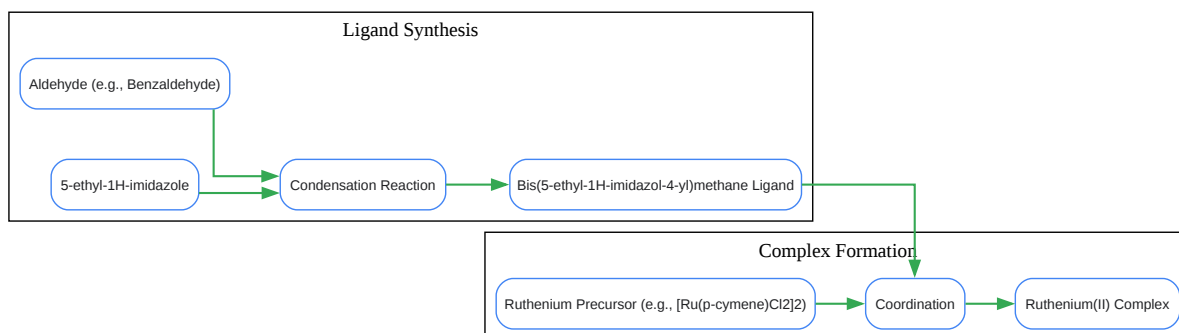 Ligand Synthesis
Aldehyde (e.g., Benzaldehyde)
5-ethyl-1H-imidazole
Condensation Reaction
Bis(5-ethyl-1H-imidazol-4-yl)methane Ligand
Complex Formation
Ruthenium Precursor (e.g., [Ru(p-cymene)Cl2]2)
Coordination
Ruthenium(II) Complex